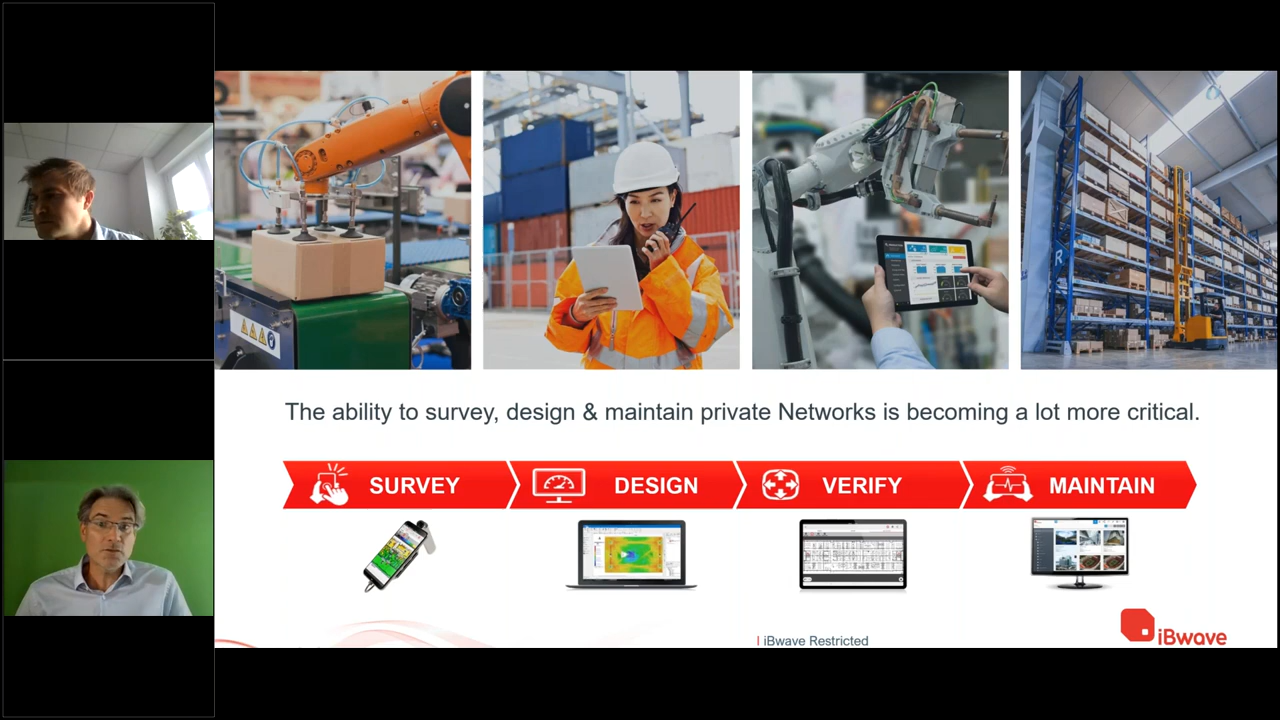 R
The ability to survey, design & maintain private Networks is becoming a lot more critical.
SURVEY
DESIGN
VERIFY
MAINTAIN
| iBwave Restricted
iBwave